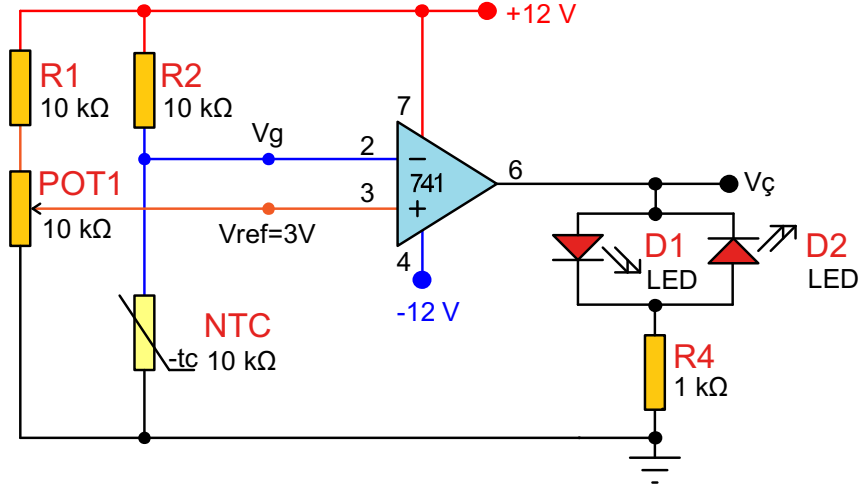 +12 V
R1
10 kΩ
R2
10 kΩ
7
Vg
2
–
741
6
Vç
POT1
10 kΩ
3
+
Vref=3V
4
-12 V
D1
LED
D2
LED
NTC
-tc 10 kΩ
R4
1 kΩ